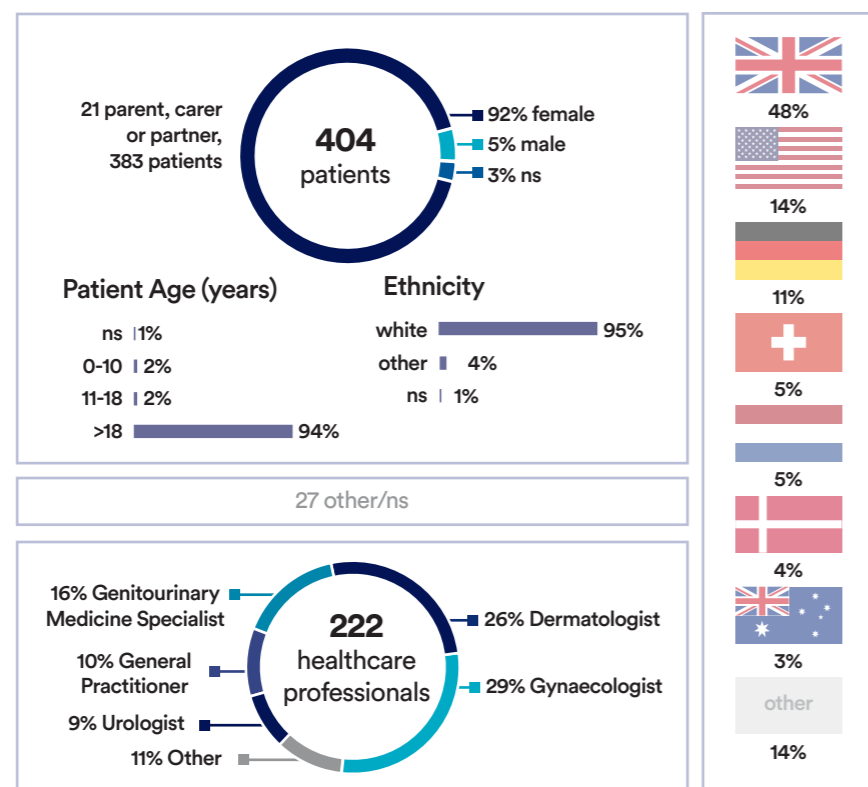 21 parent, carer
or partner,
383 patients
404
patients
92% female
5% male
3% ns
Patient Age (years)
ns 1%
0-10 2%
11-18 2%
>18 94%
Ethnicity
white 95%
other 4%
ns 1%
27 other/ns
16% Genitourinary
Medicine Specialist
10% General
Practitioner
9% Urologist
11% Other
222
healthcare
professionals
26% Dermatologist
29% Gynaecologist
48%
14%
11%
5%
5%
4%
3%
other
14%